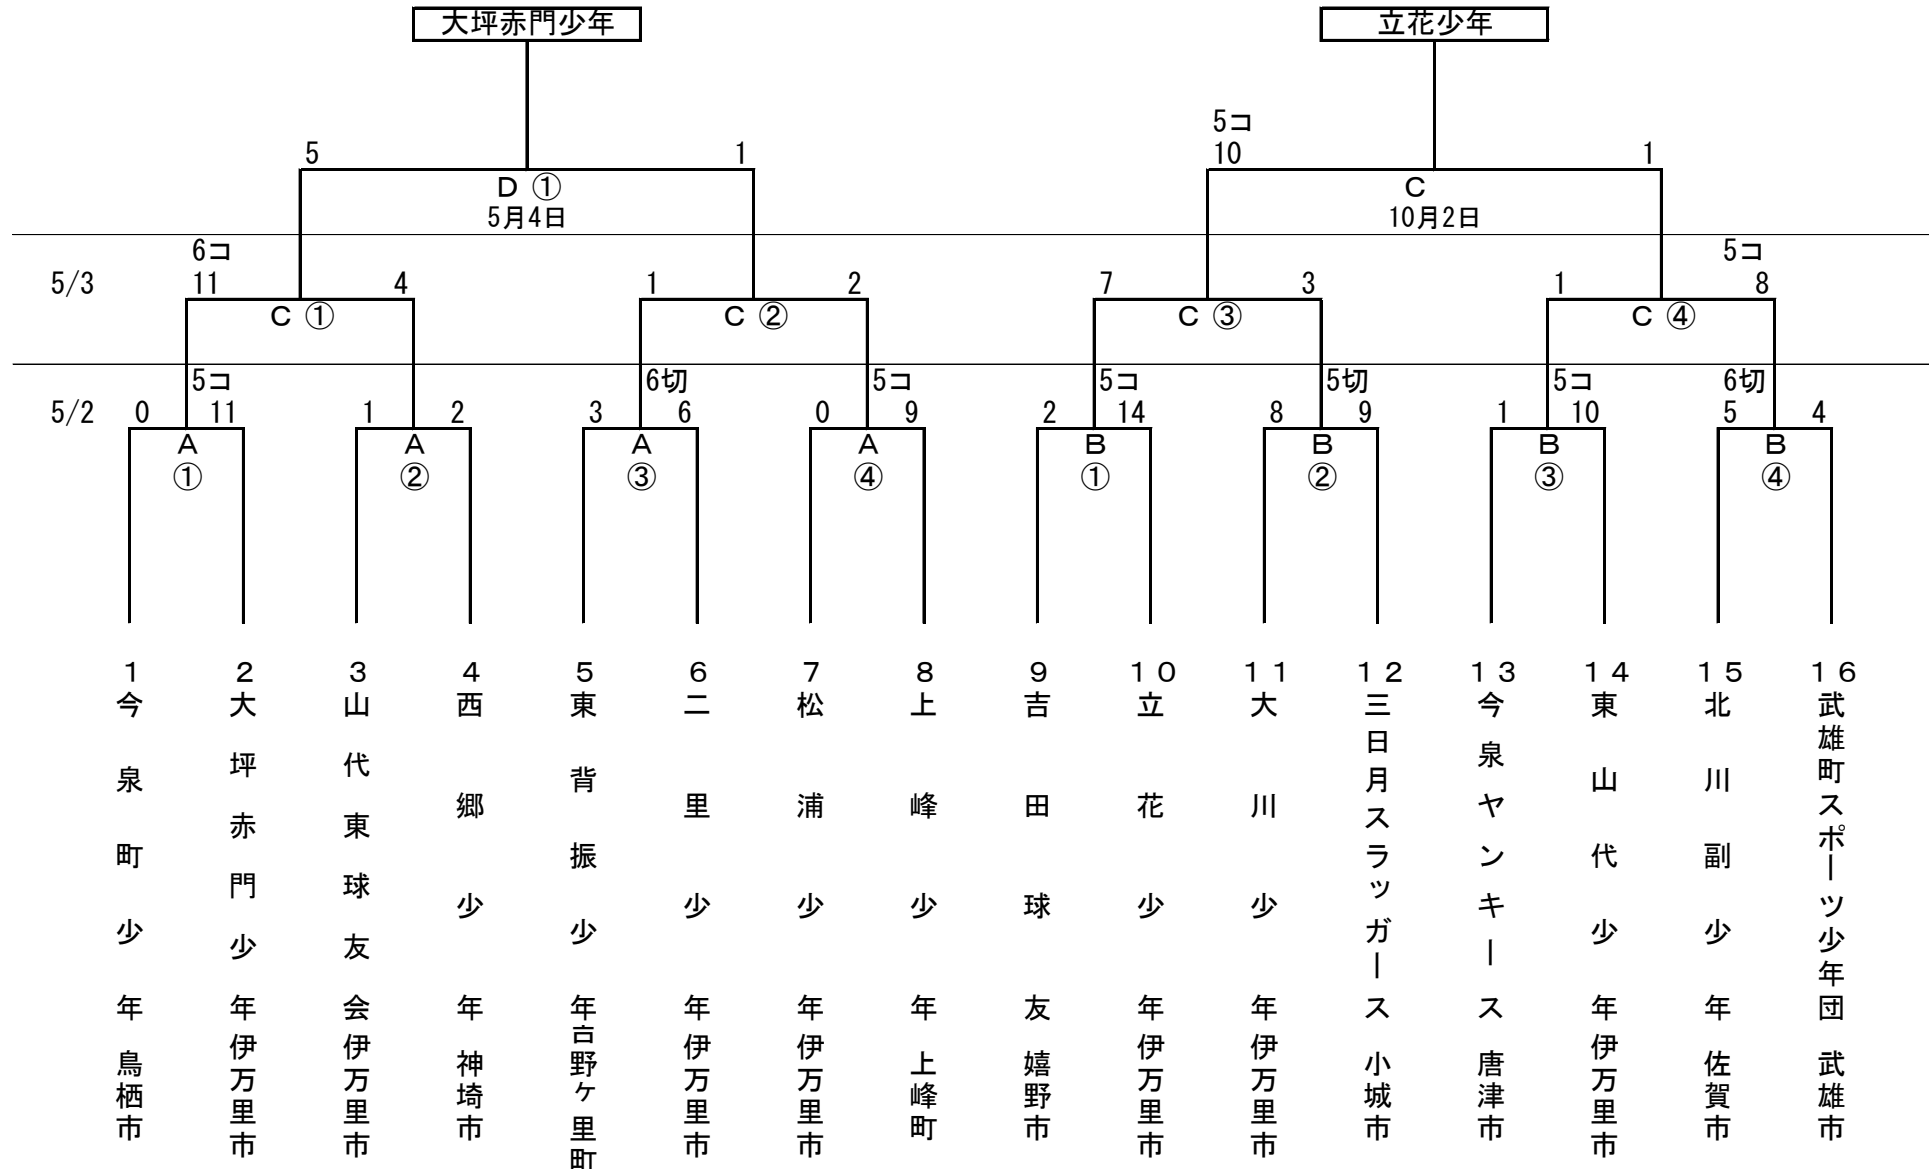 大坪赤門少年 立花少年
5コ
5 1 10 1
D ① C
5月4日 10月2日
6コ 5コ
5/3 11 4 1 2 7 3 1 8
C ① C ② C ③ C ④
5コ 6切 5コ 5コ 5切 5コ 6切
5/2 0 11 1 2 3 6 0 9 2 14 8 9 1 10 5 4
A A A A B B B B
① ② ③ ④ ① ② ③ ④
1 2 3 4 5 6 7 8 9 10 11 12 13 14 15 16
今泉町少年 鳥栖市
大坪赤門少年 伊万里市
山代東球友会 伊万里市
西郷少年 神埼市
東背振少年 吉野ヶ里町
二里少年 伊万里市
松浦少年 伊万里市
上峰少年 上峰町
吉田球友 嬉野市
立花少年 伊万里市
大川少年 伊万里市
三日月スラッガース 小城市
今泉ヤンキース 唐津市
東山代少年 伊万里市
北川副少年 佐賀市
武雄町スポーツ少年団 武雄市